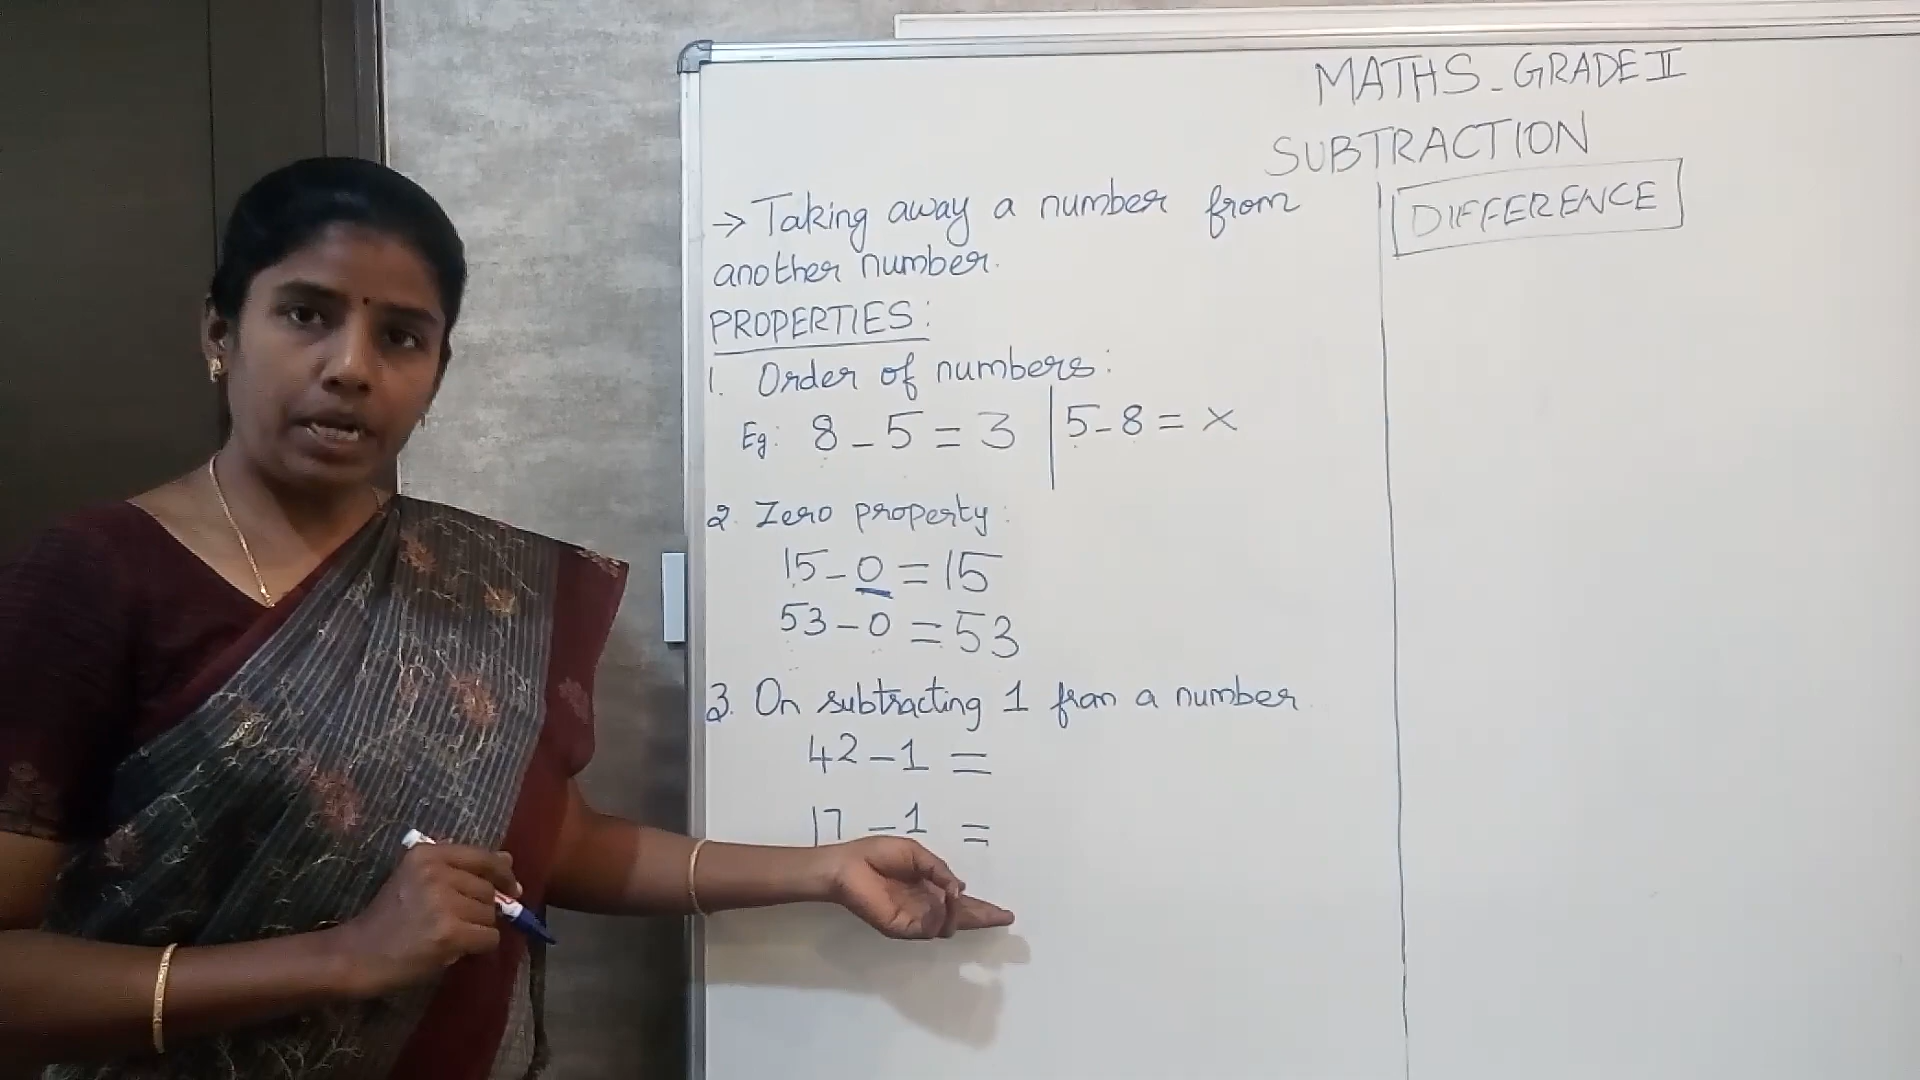 MATHS_GRADE II
SUBTRACTION
→ Taking away a number from
another number.
DIFFERENCE
PROPERTIES:
1. Order of numbers:
Eg: 8 - 5 = 3 | 5 - 8 = ×
2. Zero property:
15 - 0 = 15
53 - 0 = 53
3. On subtracting 1 from a number
42 - 1 =
17 - 1 =